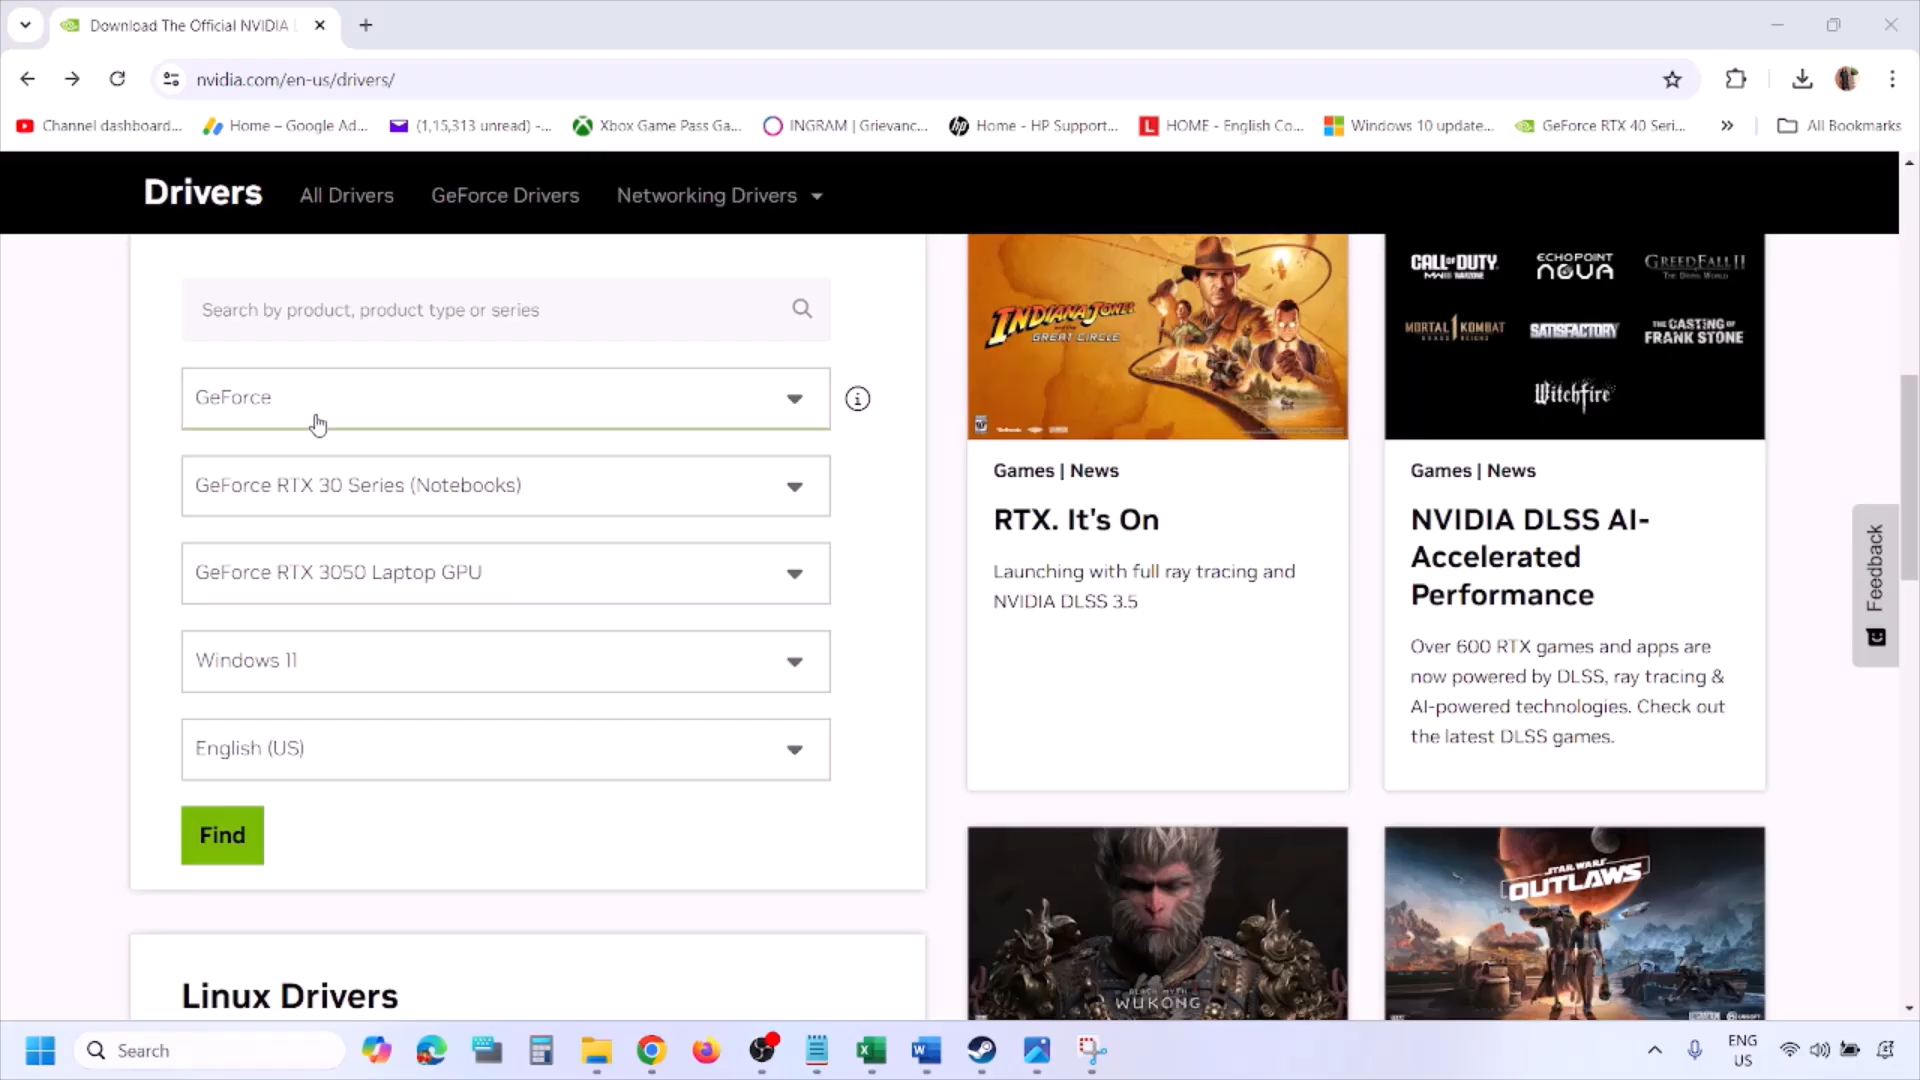 Download The Official NVIDIA
nvidia.com/en-us/drivers/
Channel dashboard...
Home – Google Ad...
(1,15,313 unread) -...
Xbox Game Pass Ga...
INGRAM | Grievanc...
Home - HP Support...
HOME - English Co...
Windows 10 update...
GeForce RTX 40 Seri...
All Bookmarks
Drivers
All Drivers
GeForce Drivers
Networking Drivers
Search by product, product type or series
GeForce
GeForce RTX 30 Series (Notebooks)
GeForce RTX 3050 Laptop GPU
Windows 11
English (US)
Find
Linux Drivers
INDIANA JONES
GREAT CIRCLE
Games | News
RTX. It's On
Launching with full ray tracing and
NVIDIA DLSS 3.5
CALL OF DUTY
ECHOPOINT
NOVA
GREEDFALL II
THE DYING WORLD
MORTAL KOMBAT 1
SATISFACTORY
THE CASTING OF
FRANK STONE
Witchfire
Games | News
NVIDIA DLSS AI-
Accelerated
Performance
Over 600 RTX games and apps are
now powered by DLSS, ray tracing &
AI-powered technologies. Check out
the latest DLSS games.
BLACK MYTH
WUKONG
STAR WARS
OUTLAWS
Feedback
Search
ENG
US